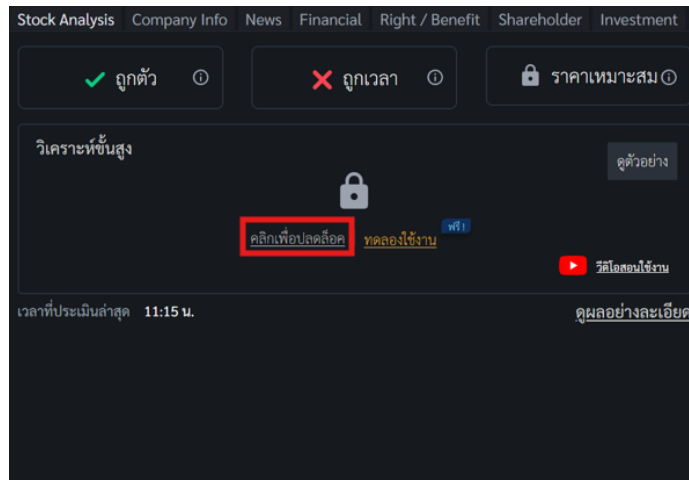 Stock Analysis Company Info News Financial Right / Benefit Shareholder Investment
ถูกตัว ถูกเวลา ราคาเหมาะสม
วิเคราะห์ขั้นสูง
ดูตัวอย่าง
ฟรี !
คลิกเพื่อปลดล็อค ทดลองใช้งาน
วีดีโอสอนใช้งาน
เวลาที่ประเมินล่าสุด 11:15 น. ดูผลอย่างละเอียด